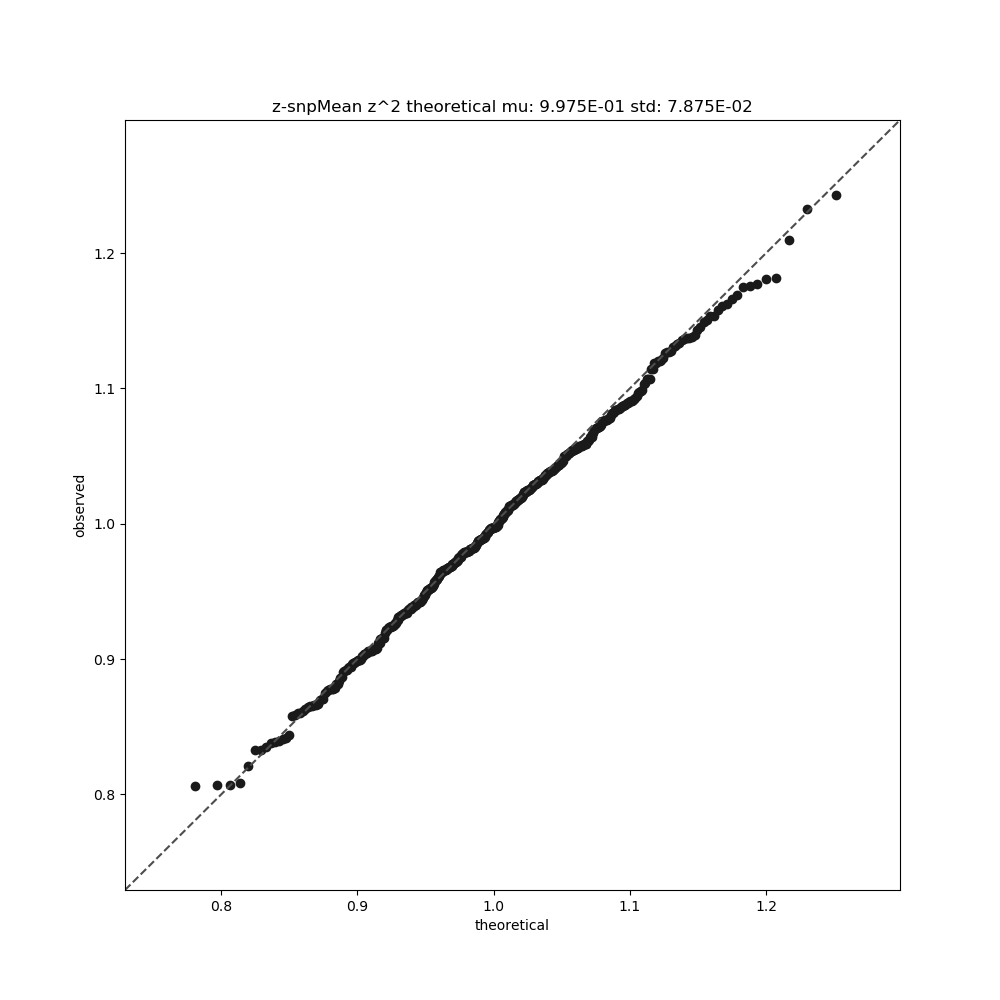 z-snpMean z^2 theoretical mu: 9.975E-01 std: 7.875E-02
observed
1.2
1.1
1.0
0.9
0.8
0.8 0.9 1.0 1.1 1.2
theoretical